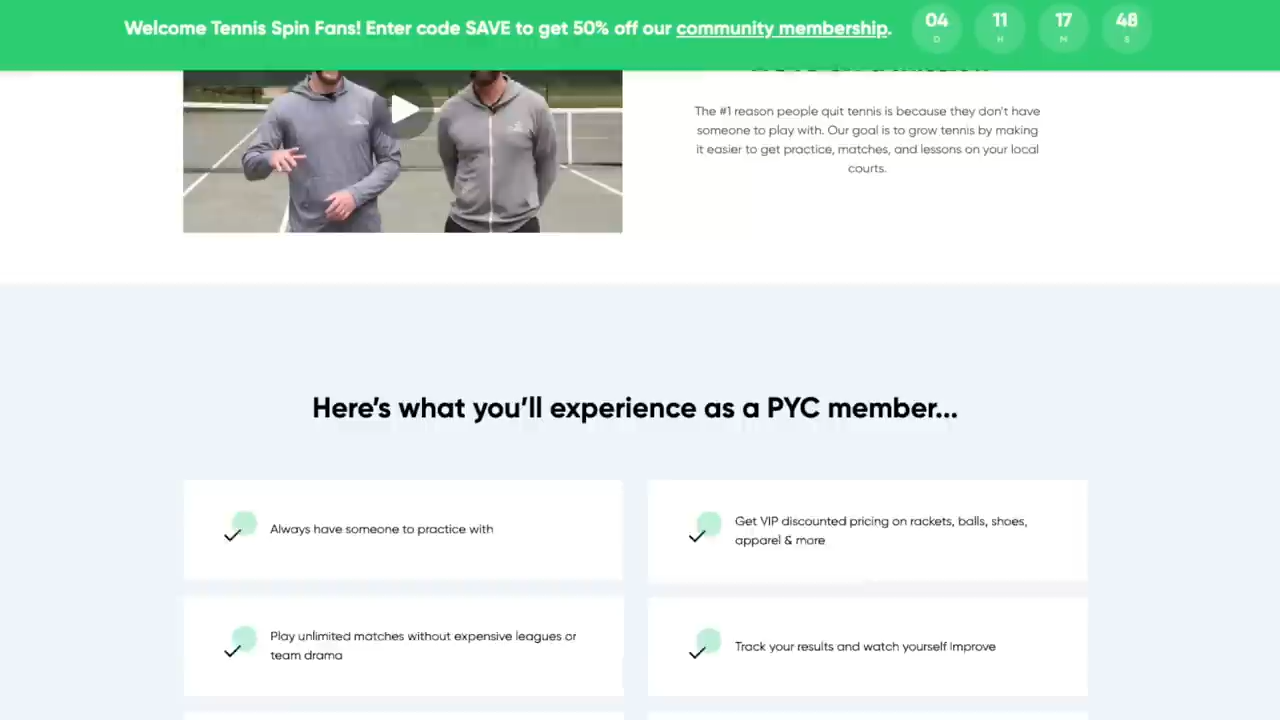 Welcome Tennis Spin Fans! Enter code SAVE to get 50% off our community membership.
04 11 17 48
D H M S
The #1 reason people quit tennis is because they don't have
someone to play with. Our goal is to grow tennis by making
it easier to get practice, matches, and lessons on your local
courts.
Here's what you'll experience as a PYC member...
Always have someone to practice with
Get VIP discounted pricing on rackets, balls, shoes,
apparel & more
Play unlimited matches without expensive leagues or
team drama
Track your results and watch yourself Improve